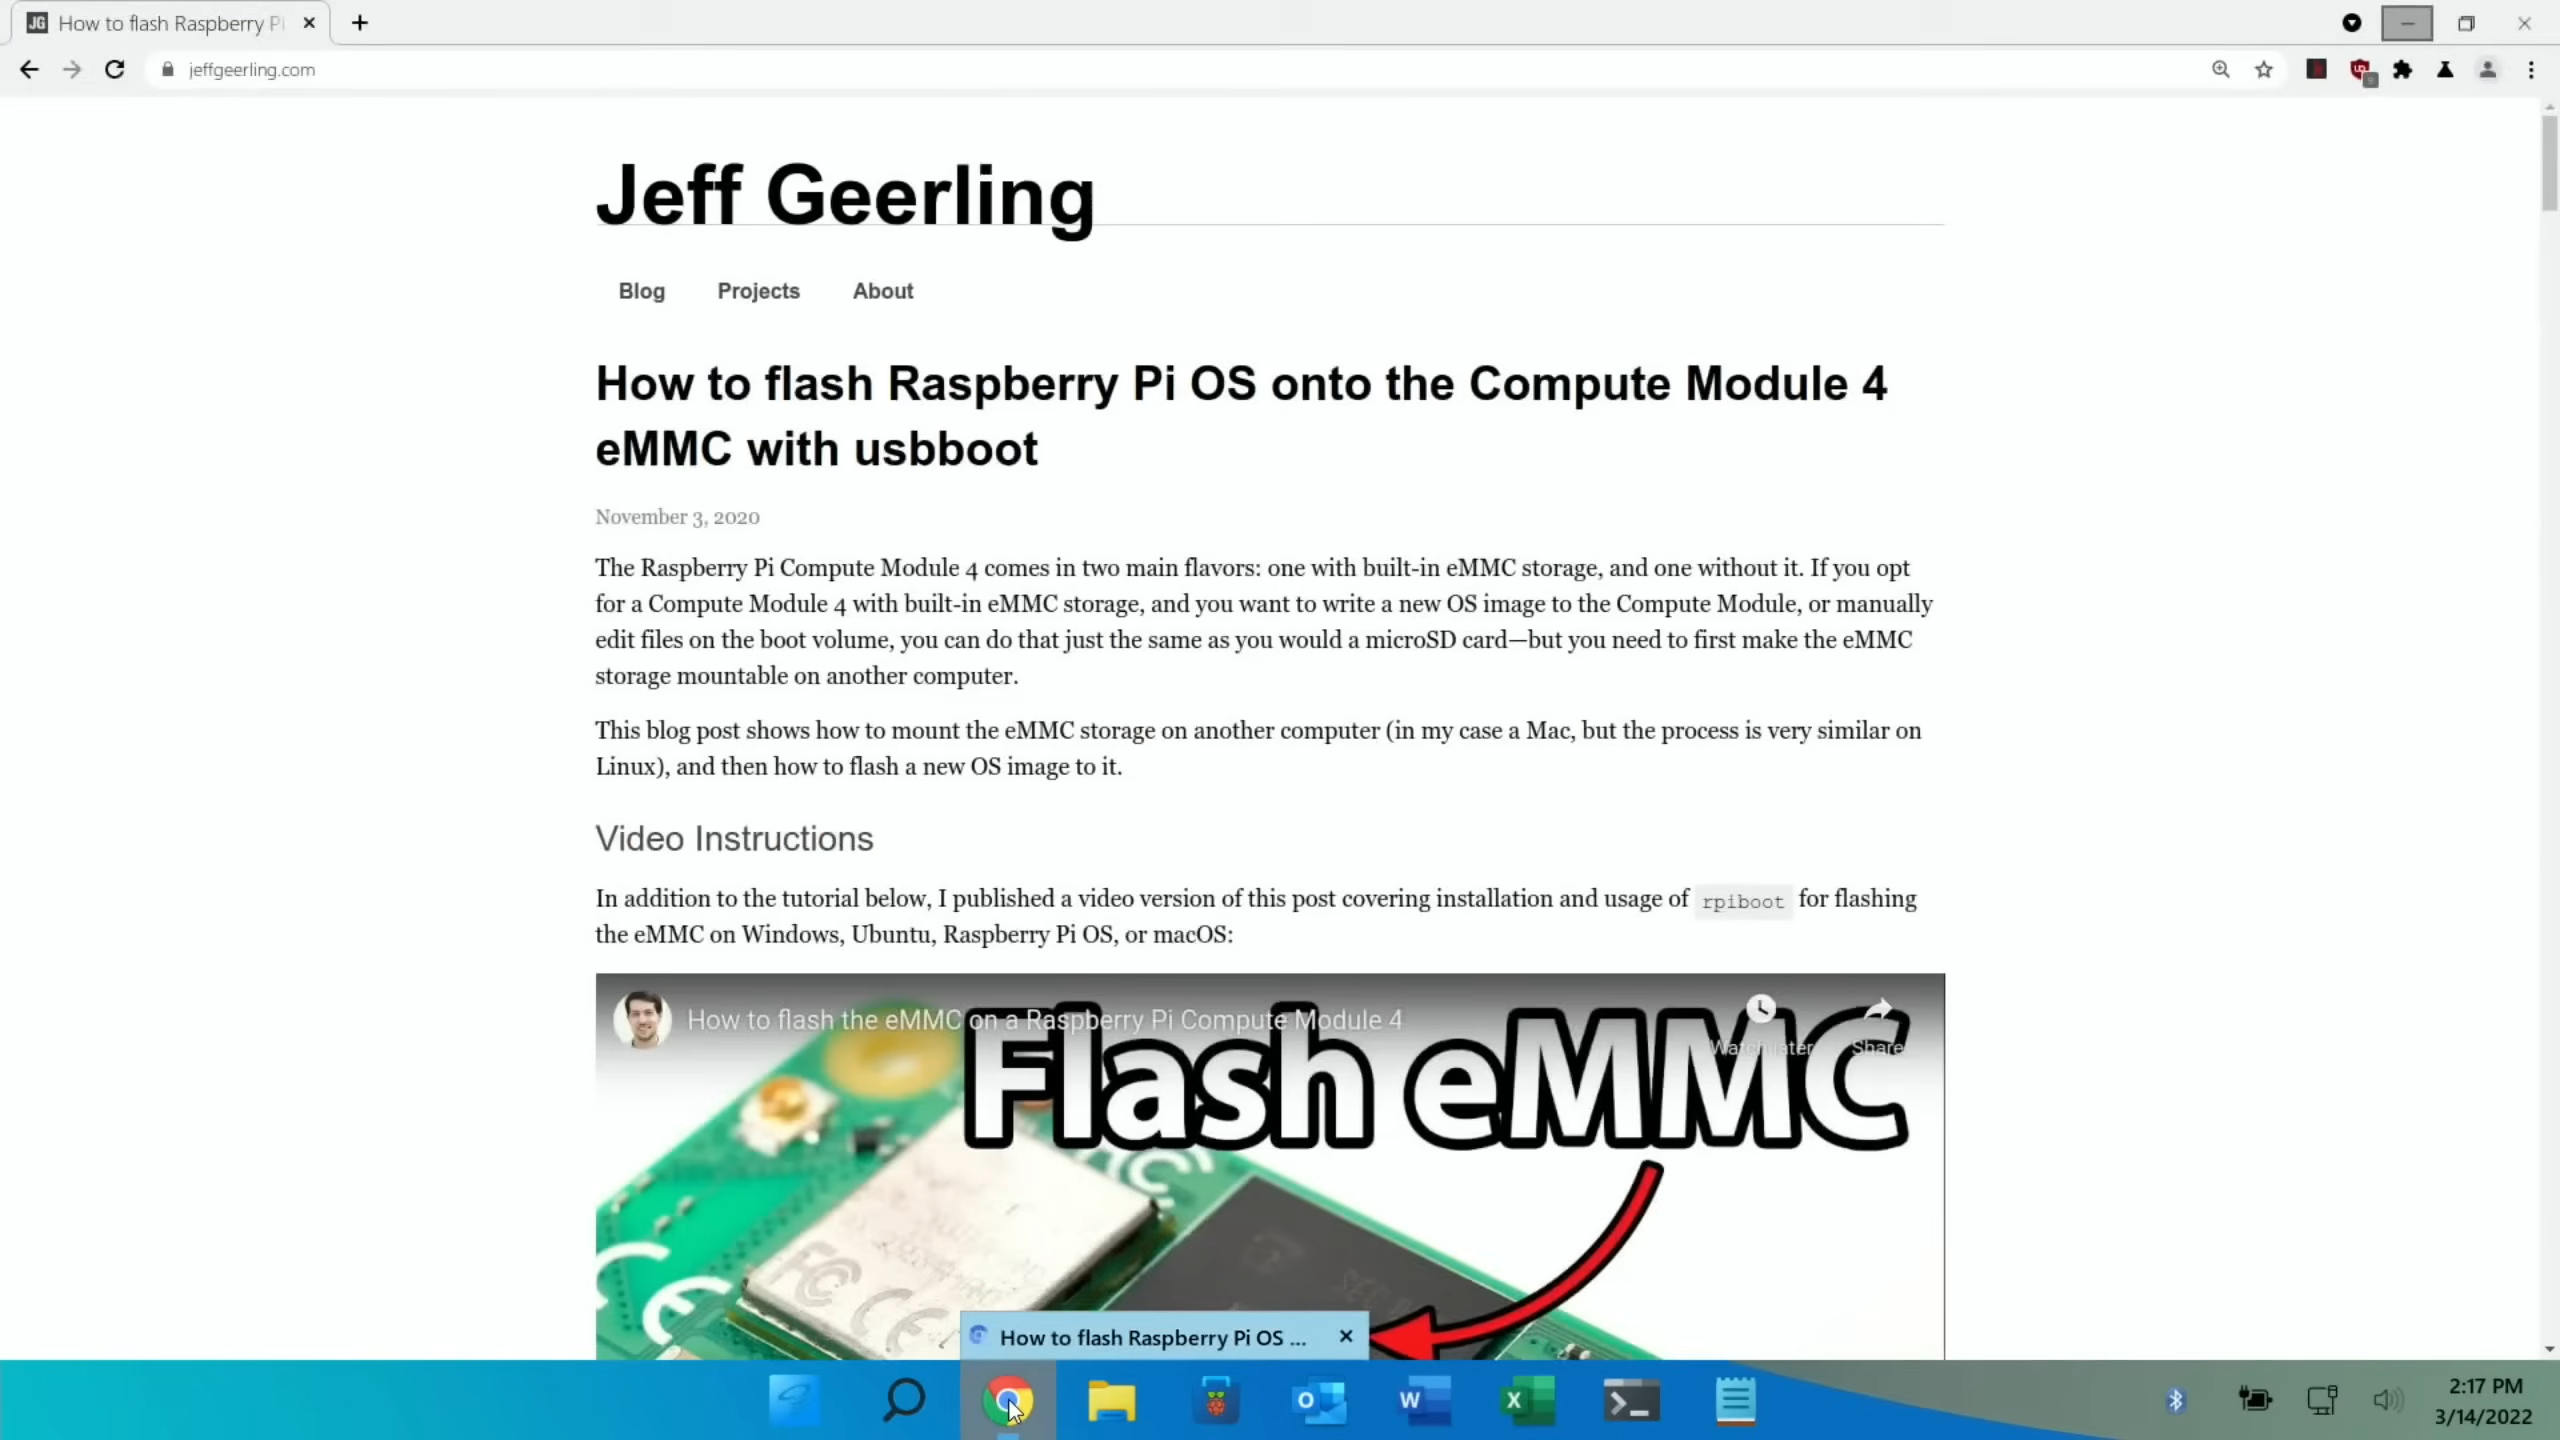 JG How to flash Raspberry Pi
jeffgeerling.com
Jeff Geerling
Blog Projects About
How to flash Raspberry Pi OS onto the Compute Module 4
eMMC with usbboot
November 3, 2020
The Raspberry Pi Compute Module 4 comes in two main flavors: one with built-in eMMC storage, and one without it. If you opt
for a Compute Module 4 with built-in eMMC storage, and you want to write a new OS image to the Compute Module, or manually
edit files on the boot volume, you can do that just the same as you would a microSD card—but you need to first make the eMMC
storage mountable on another computer.
This blog post shows how to mount the eMMC storage on another computer (in my case a Mac, but the process is very similar on
Linux), and then how to flash a new OS image to it.
Video Instructions
In addition to the tutorial below, I published a video version of this post covering installation and usage of rpiboot for flashing
the eMMC on Windows, Ubuntu, Raspberry Pi OS, or macOS:
How to flash the eMMC on a Raspberry Pi Compute Module 4
Watch later Share
Flash eMMC
FC CE
How to flash Raspberry Pi OS ...
O W X
2:17 PM
3/14/2022